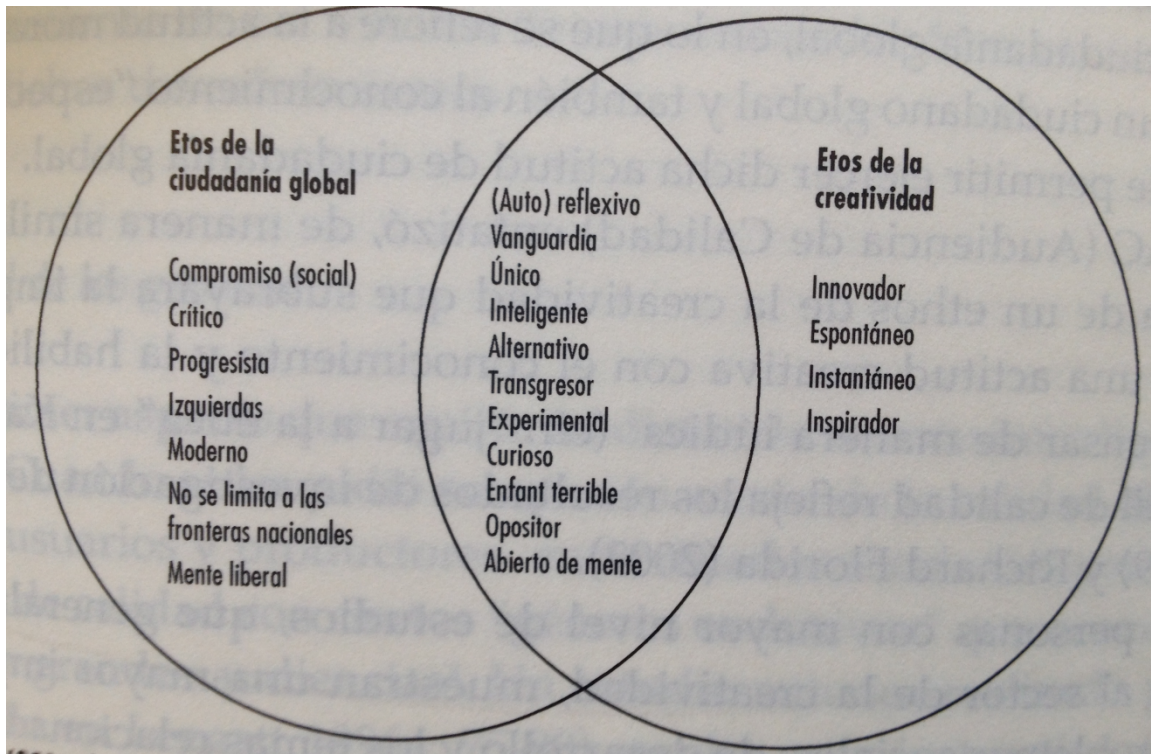 Etos de la
ciudadanía global
Compromiso (social)
Crítico
Progresista
Izquierdas
Moderno
No se limita a las
fronteras nacionales
Mente liberal
(Auto) reflexivo
Vanguardia
Único
Inteligente
Alternativo
Transgresor
Experimental
Curioso
Enfant terrible
Opositor
Abierto de mente
Etos de la
creatividad
Innovador
Espontáneo
Instantáneo
Inspirador